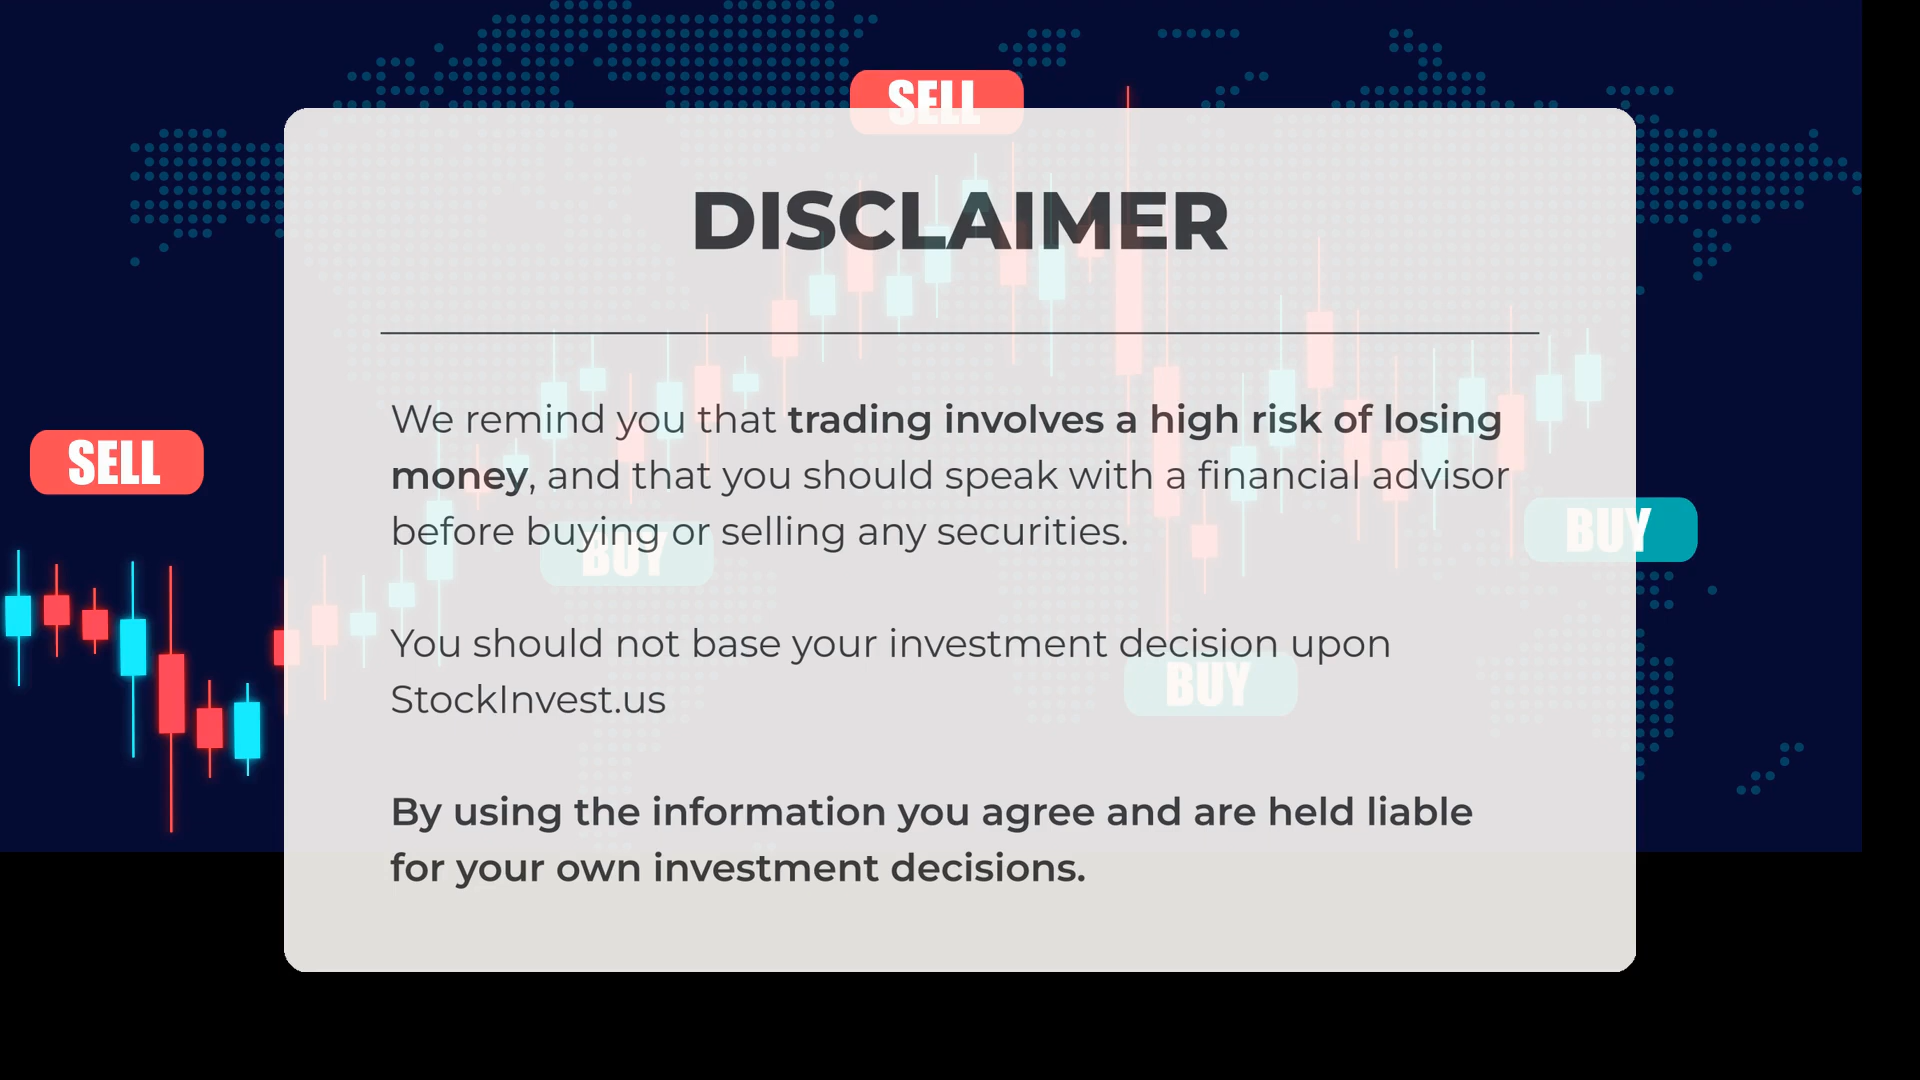 SELL
DISCLAIMER
We remind you that trading involves a high risk of losing
money, and that you should speak with a financial advisor
before buying or selling any securities.
SELL
BUY
BUY
You should not base your investment decision upon
StockInvest.us
BUY
By using the information you agree and are held liable
for your own investment decisions.